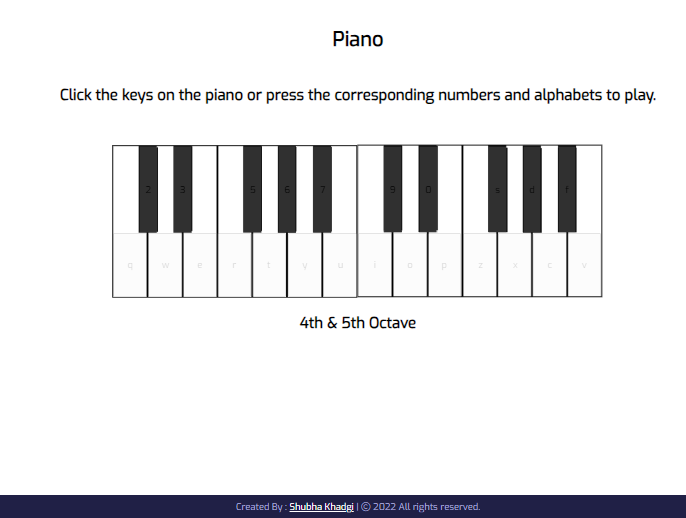 Piano
Click the keys on the piano or press the corresponding numbers and alphabets to play.
2 3 5 6 7 9 0 s d f
q w e r t y u i o p z x c v
4th & 5th Octave
Created By : Shubha Khadgi | © 2022 All rights reserved.